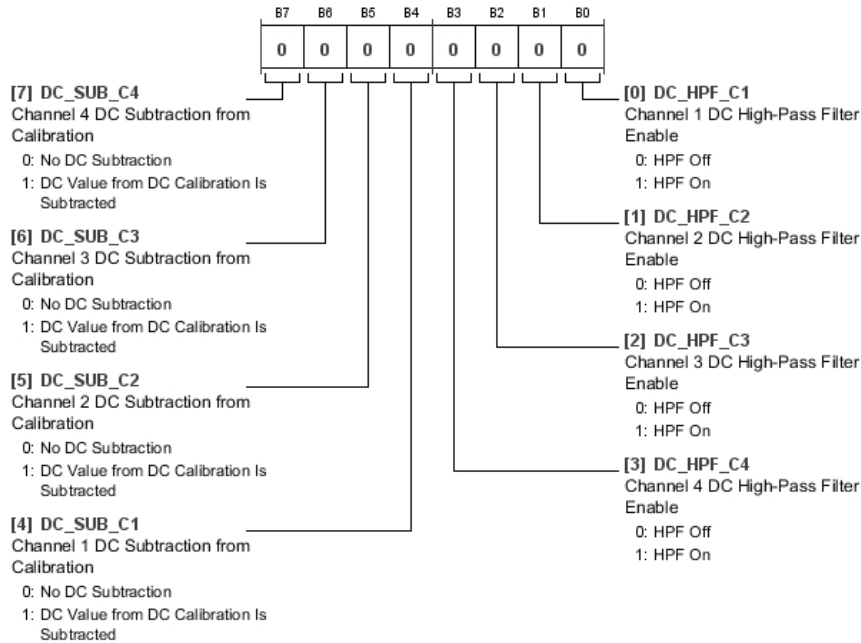 B7 B6 B5 B4 B3 B2 B1 B0
0 0 0 0 0 0 0 0
[7] DC_SUB_C4
Channel 4 DC Subtraction from
Calibration
0: No DC Subtraction
1: DC Value from DC Calibration Is
Subtracted
[6] DC_SUB_C3
Channel 3 DC Subtraction from
Calibration
0: No DC Subtraction
1: DC Value from DC Calibration Is
Subtracted
[5] DC_SUB_C2
Channel 2 DC Subtraction from
Calibration
0: No DC Subtraction
1: DC Value from DC Calibration Is
Subtracted
[4] DC_SUB_C1
Channel 1 DC Subtraction from
Calibration
0: No DC Subtraction
1: DC Value from DC Calibration Is
Subtracted
[0] DC_HPF_C1
Channel 1 DC High-Pass Filter
Enable
0: HPF Off
1: HPF On
[1] DC_HPF_C2
Channel 2 DC High-Pass Filter
Enable
0: HPF Off
1: HPF On
[2] DC_HPF_C3
Channel 3 DC High-Pass Filter
Enable
0: HPF Off
1: HPF On
[3] DC_HPF_C4
Channel 4 DC High-Pass Filter
Enable
0: HPF Off
1: HPF On